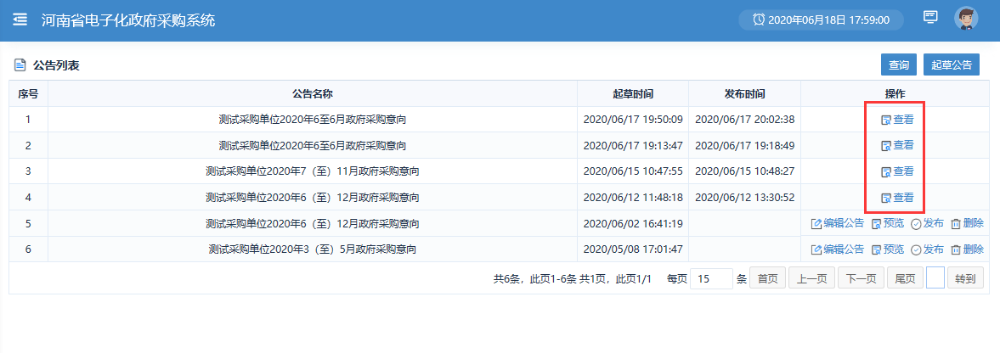 河南省电子化政府采购系统 2020年06月18日 17:59:00
公告列表 查询 起草公告
序号 公告名称 起草时间 发布时间 操作
1 测试采购单位2020年6至6月政府采购意向 2020/06/17 19:50:09 2020/06/17 20:02:38 查看
2 测试采购单位2020年6至6月政府采购意向 2020/06/17 19:13:47 2020/06/17 19:18:49 查看
3 测试采购单位2020年7（至）11月政府采购意向 2020/06/15 10:47:55 2020/06/15 10:48:27 查看
4 测试采购单位2020年6（至）12月政府采购意向 2020/06/12 11:48:18 2020/06/12 13:30:52 查看
5 测试采购单位2020年6（至）12月政府采购意向 2020/06/02 16:41:19 编辑公告 预览 发布 删除
6 测试采购单位2020年3（至）5月政府采购意向 2020/05/08 17:01:47 编辑公告 预览 发布 删除
共6条，此页1-6条 共1页，此页1/1 每页 15 条 首页 上一页 下一页 尾页 转到